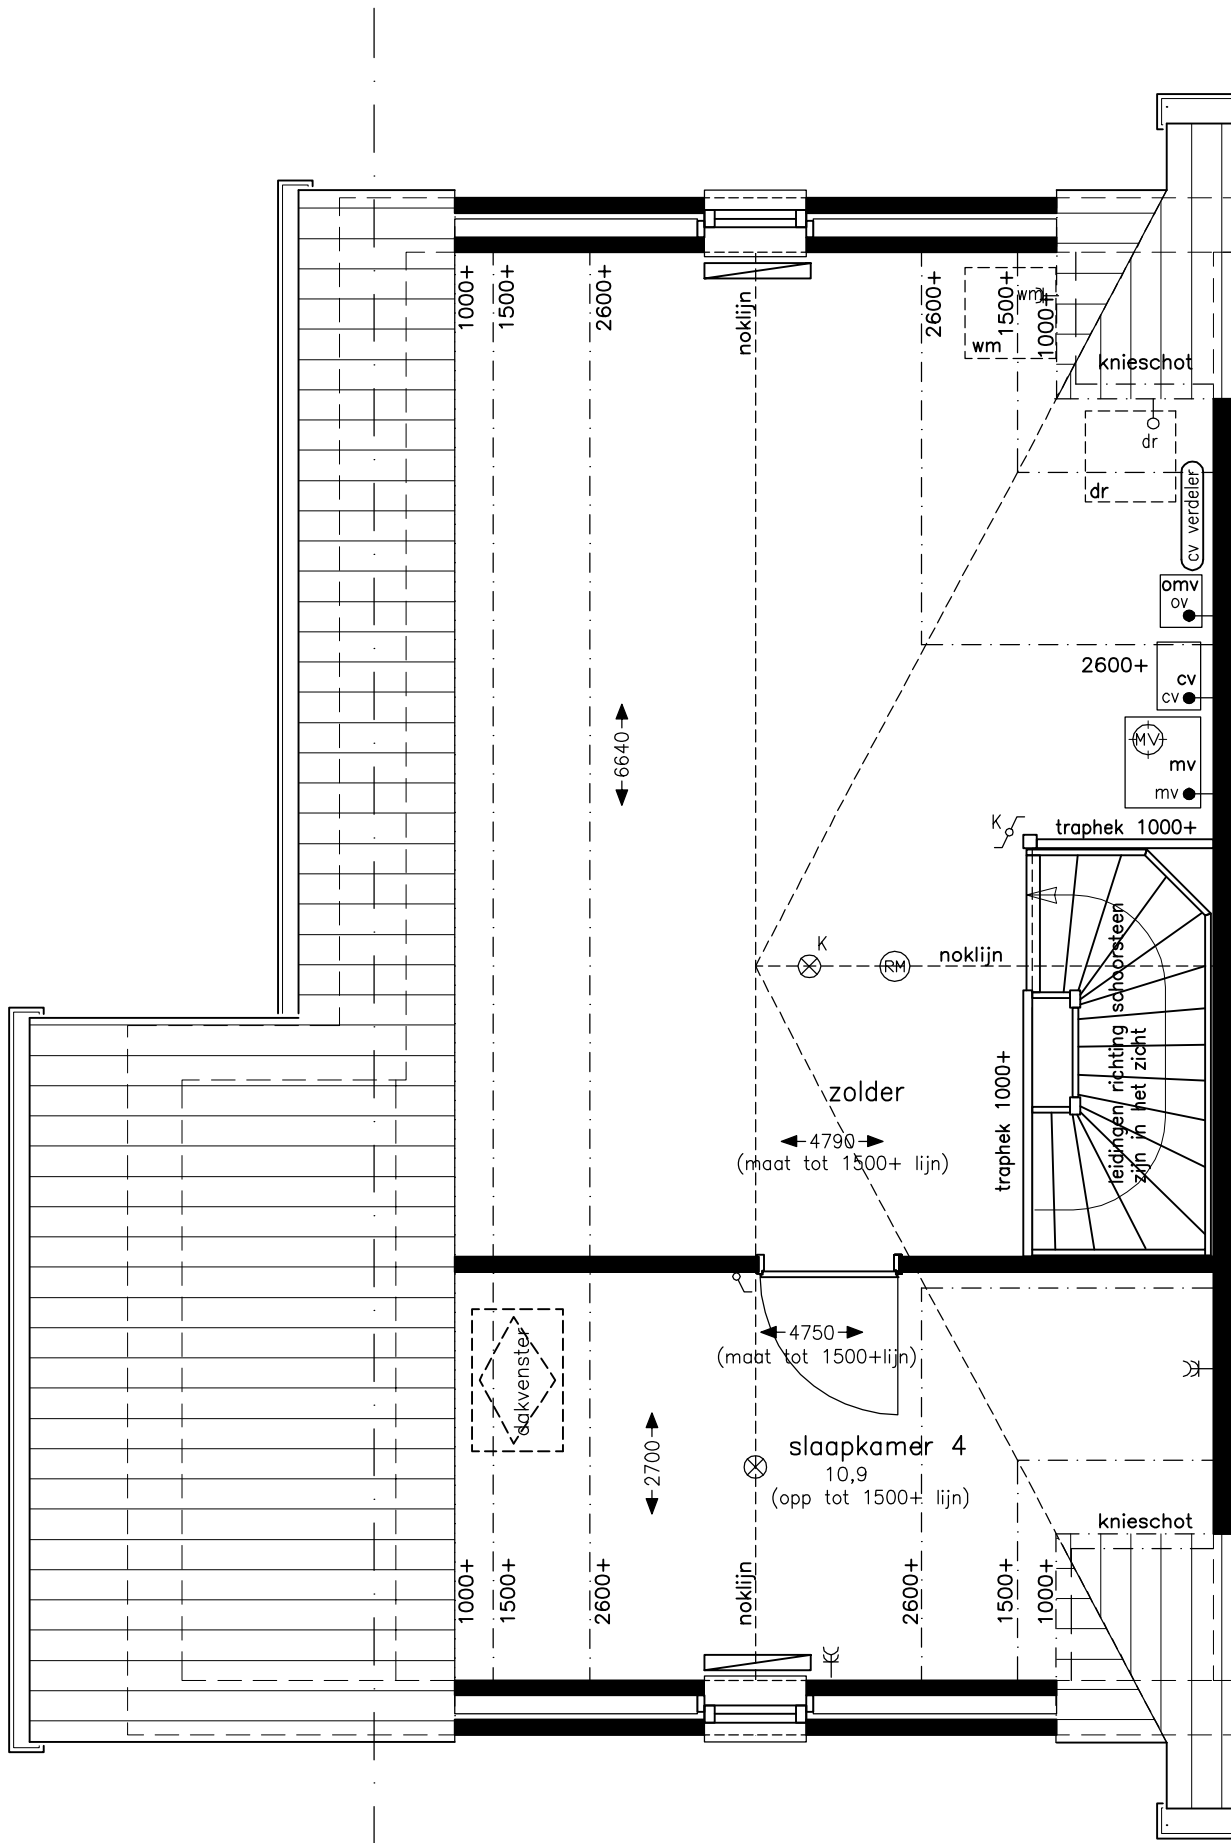 1000+
1500+
2600+
noklijn
2600+
1500+
wm
1000+
wm
knieschot
dr
dr
cv verdeler
omv
ov
2600+
cv
cv
MV
mv
mv
6640
K
traphek 1000+
K
RM
noklijn
leidingen richting schoorsteen
zijn in het zicht
traphek 1000+
zolder
4790
(maat tot 1500+ lijn)
4750
(maat tot 1500+lijn)
dakvenster
2700
slaapkamer 4
10,9
(opp tot 1500+ lijn)
knieschot
1000+
1500+
2600+
noklijn
2600+
1500+
1000+